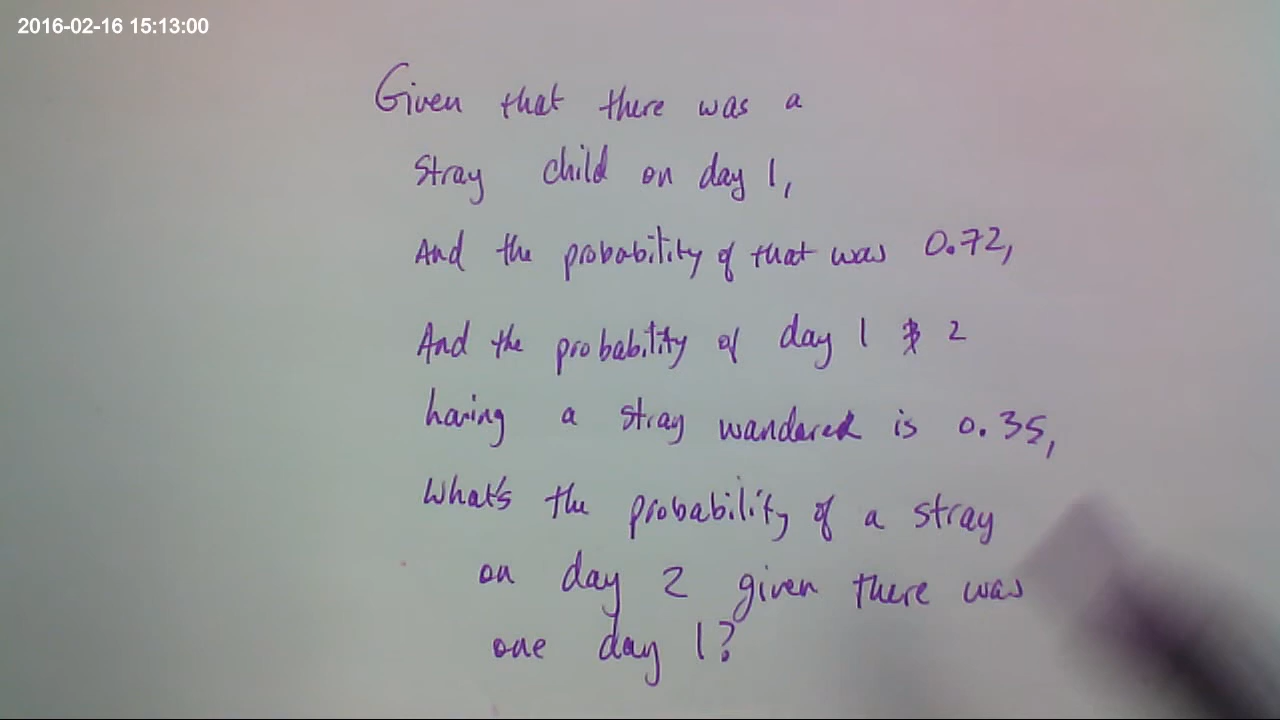 2016-02-16 15:13:00
Given that there was a
stray child on day 1,
And the probability of that was 0.72,
And the probability of day 1 & 2
having a stray wandered is 0.35,
What's the probability of a stray
on day 2 given there was
one day 1?